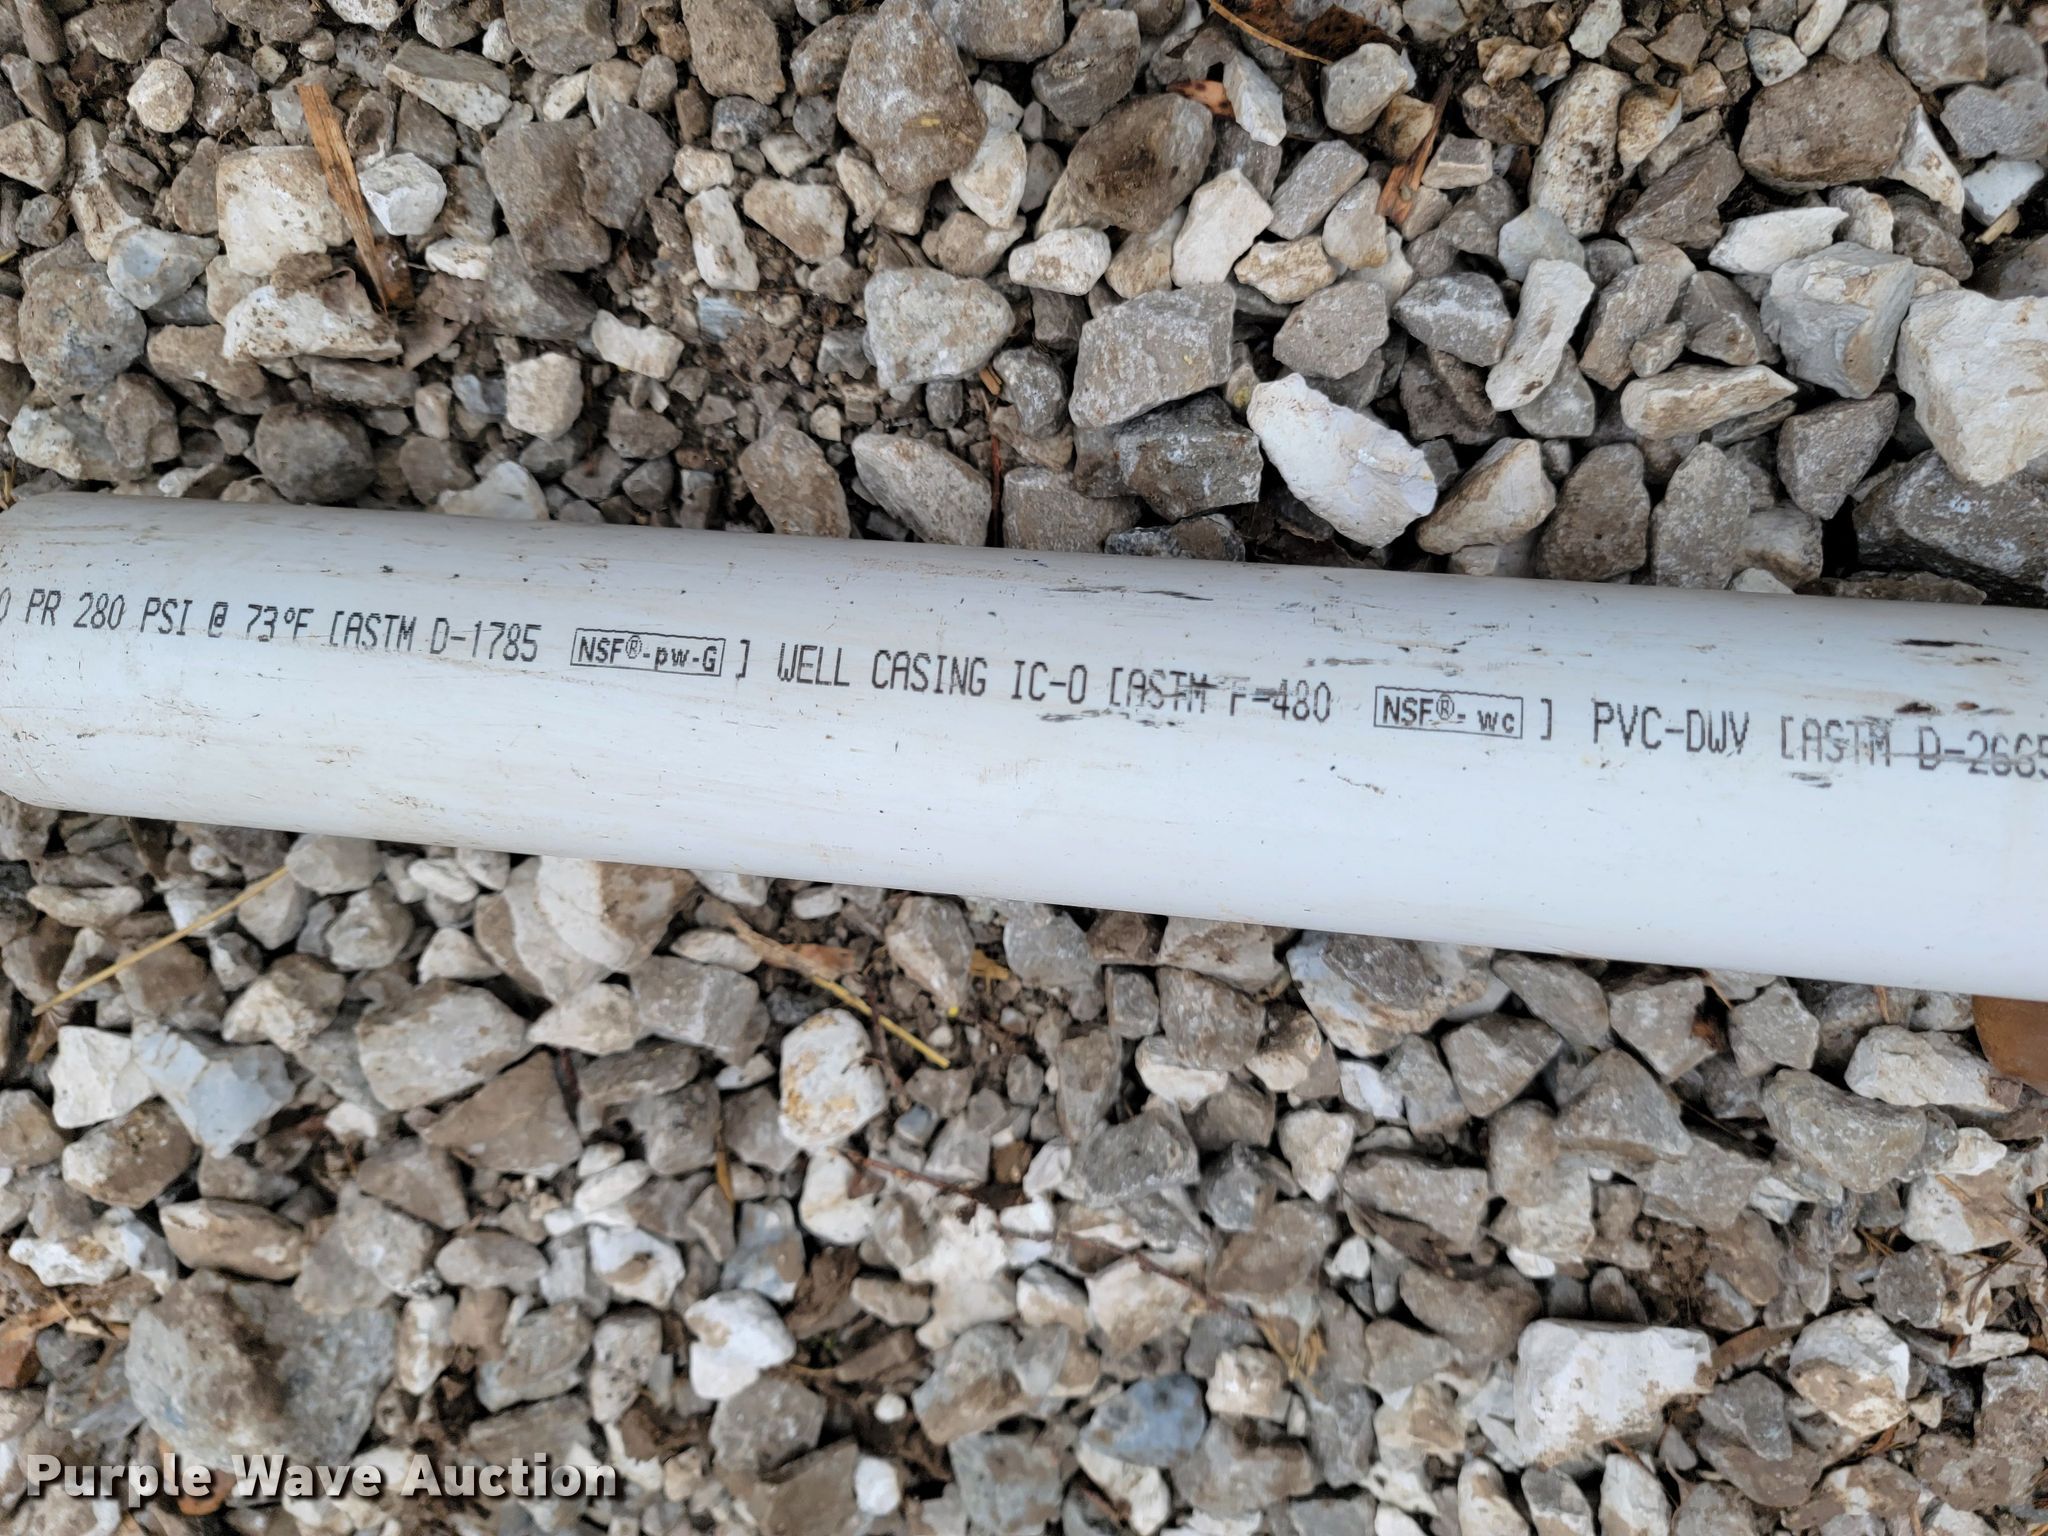 0 PR 280 PSI @ 73°F [ASTM D-1785 NSF®-pw-G ] WELL CASING IC-O [ASTM F-480 NSF®-wc ] PVC-DWV [ASTM D-2665
Purple Wave Auction